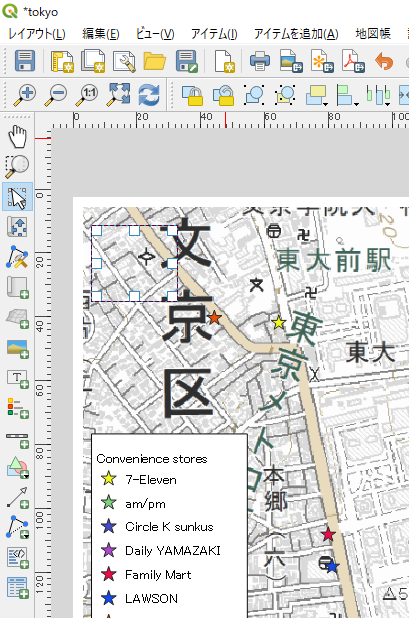 *tokyo
レイアウト(L) 編集(E) ビュー(V) アイテム(I) アイテムを追加(A) 地図帳
0 20 40 60 80 100
0
20
40
60
80
100
120
東大前駅
文
京
区
東京メトロ
東大
本郷(六)
Convenience stores
7-Eleven
am/pm
Circle K sunkus
Daily YAMAZAKI
Family Mart
LAWSON